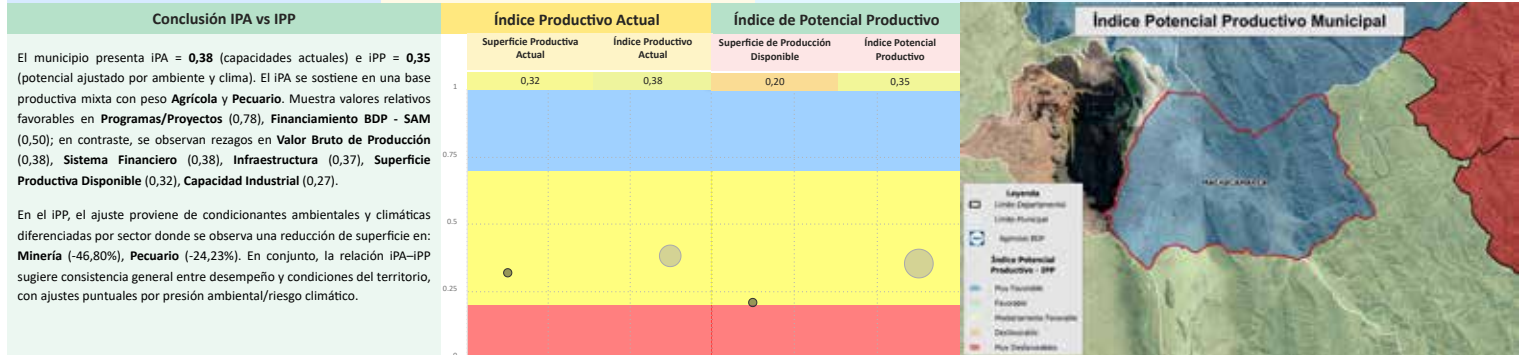 Conclusión IPA vs IPP
El municipio presenta iPA = 0,38 (capacidades actuales) e iPP = 0,35
(potencial ajustado por ambiente y clima). El iPA se sostiene en una base
productiva mixta con peso Agrícola y Pecuario. Muestra valores relativos
favorables en Programas/Proyectos (0,78), Financiamiento BDP - SAM
(0,50); en contraste, se observan rezagos en Valor Bruto de Producción
(0,38), Sistema Financiero (0,38), Infraestructura (0,37), Superficie
Productiva Disponible (0,32), Capacidad Industrial (0,27).
En el iPP, el ajuste proviene de condicionantes ambientales y climáticas
diferenciadas por sector donde se observa una reducción de superficie en:
Minería (-46,80%), Pecuario (-24,23%). En conjunto, la relación iPA–iPP
sugiere consistencia general entre desempeño y condiciones del territorio,
con ajustes puntuales por presión ambiental/riesgo climático.
Índice Productivo Actual
Índice de Potencial Productivo
Superficie Productiva Actual
Índice Productivo Actual
Superficie de Producción Disponible
Índice Potencial Productivo
0,32
0,38
0,20
0,35
1
0.75
0.5
0.25
0
Índice Potencial Productivo Municipal
MACHACAMARCA
Leyenda
Límite Departamental
Límite Municipal
Agencias BDP
Índice Potencial
Productivo - IPP
Muy Favorable
Favorable
Medianamente Favorable
Desfavorable
Muy Desfavorable